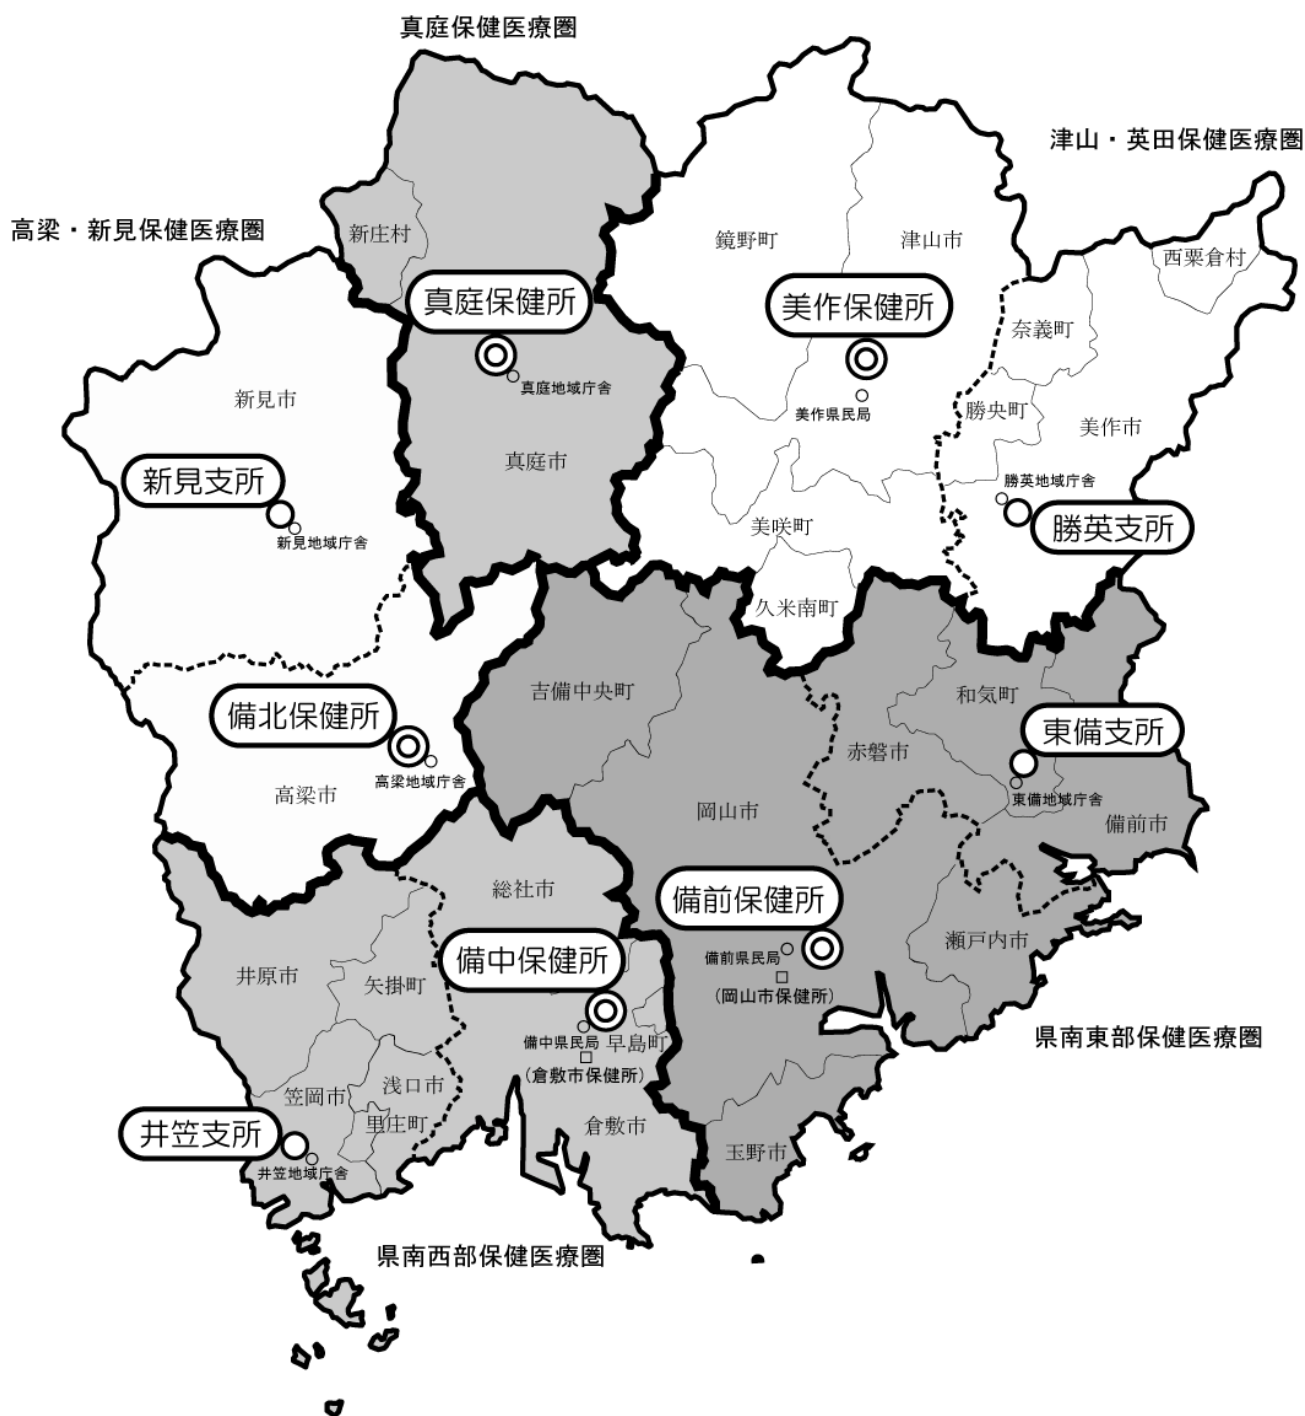 真庭保健医療圏
津山・英田保健医療圏
高梁・新見保健医療圏
新庄村
鏡野町
津山市
西粟倉村
真庭保健所
美作保健所
奈義町
真庭地域庁舎
新見市
美作県民局
勝央町
美作市
真庭市
新見支所
勝英地域庁舎
新見地域庁舎
美咲町
勝英支所
久米南町
吉備中央町
和気町
備北保健所
東備支所
赤磐市
高梁地域庁舎
高梁市
東備地域庁舎
岡山市
備前市
総社市
備前保健所
瀬戸内市
備中保健所
備前県民局
井原市
矢掛町
(岡山市保健所)
県南東部保健医療圏
備中県民局
早島町
(倉敷市保健所)
浅口市
笠岡市
里庄町
倉敷市
井笠支所
玉野市
井笠地域庁舎
県南西部保健医療圏